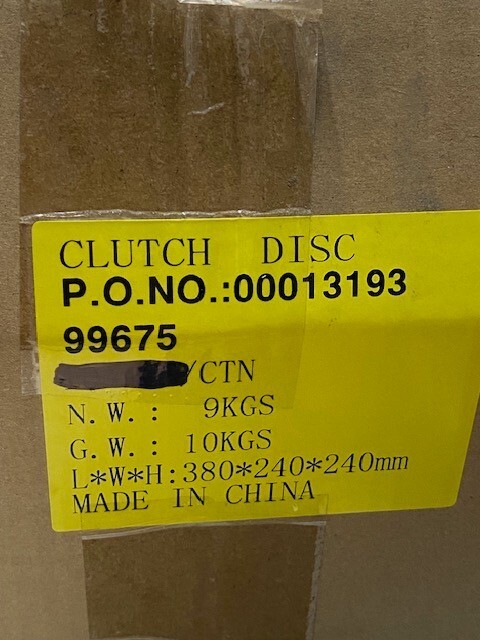 CLUTCH DISC
P.O.NO.:00013193
99675
/CTN
N.W.: 9KGS
G.W.: 10KGS
L*W*H:380*240*240mm
MADE IN CHINA